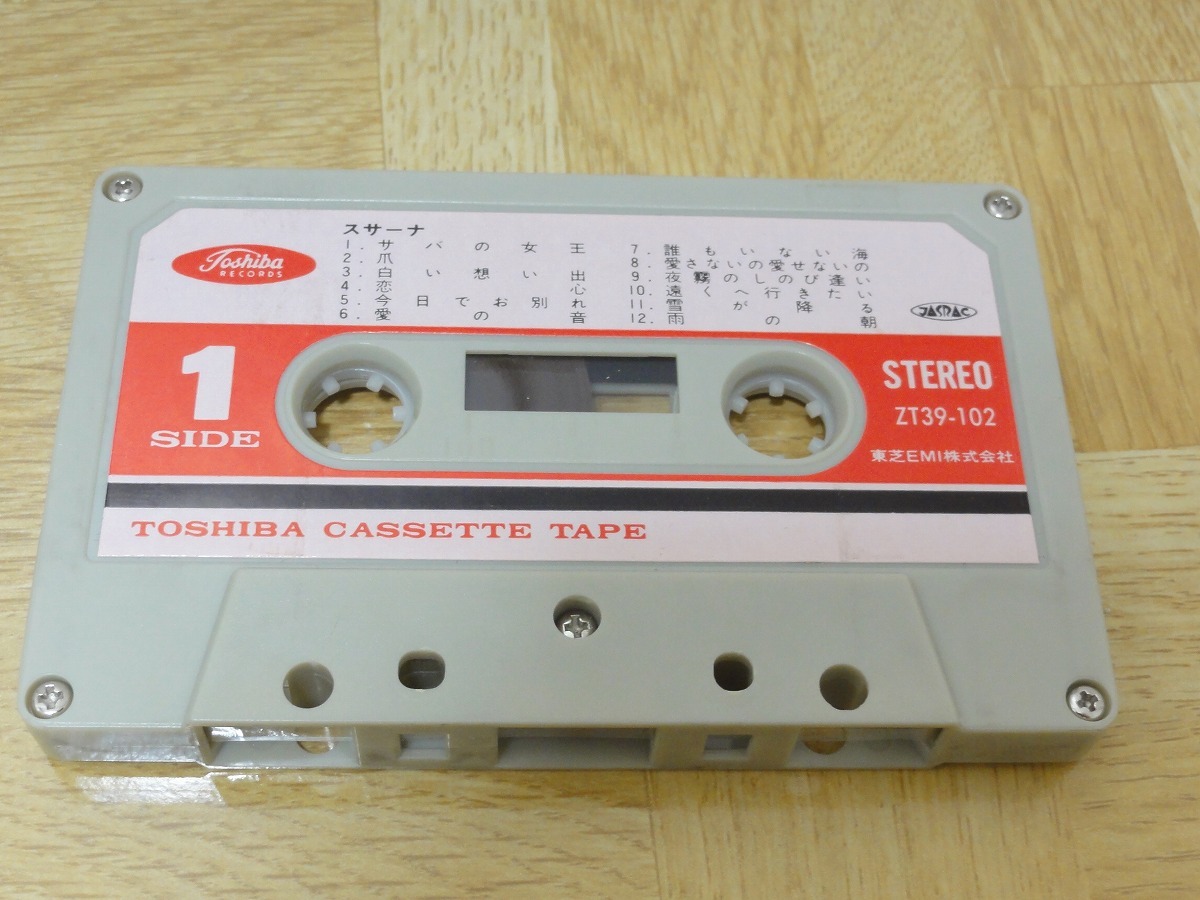 スサーナ
1. サバの女王
2. 爪
3. 白い想い出
4. 恋心
5. 今日でお別れ
6. 愛の音
7. 誰もいない海
8. 愛さないの愛せないの
9. 夜霧のしのび逢い
10. 遠くへ行きたい
11. 雪が降る
12. 雨の朝
Toshiba
RECORDS
JASRAC
1
SIDE
STEREO
ZT39-102
東芝EMI株式会社
TOSHIBA CASSETTE TAPE